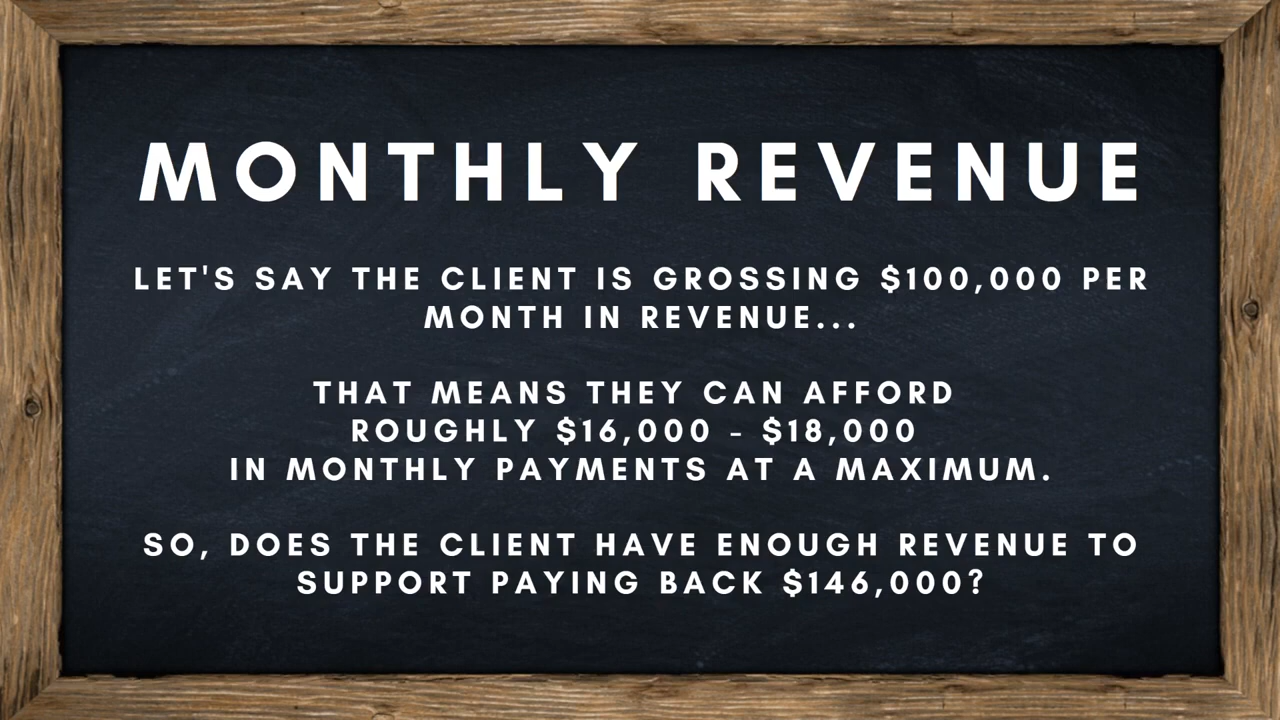 MONTHLY REVENUE
LET'S SAY THE CLIENT IS GROSSING $100,000 PER
MONTH IN REVENUE...
THAT MEANS THEY CAN AFFORD
ROUGHLY $16,000 - $18,000
IN MONTHLY PAYMENTS AT A MAXIMUM.
SO, DOES THE CLIENT HAVE ENOUGH REVENUE TO
SUPPORT PAYING BACK $146,000?